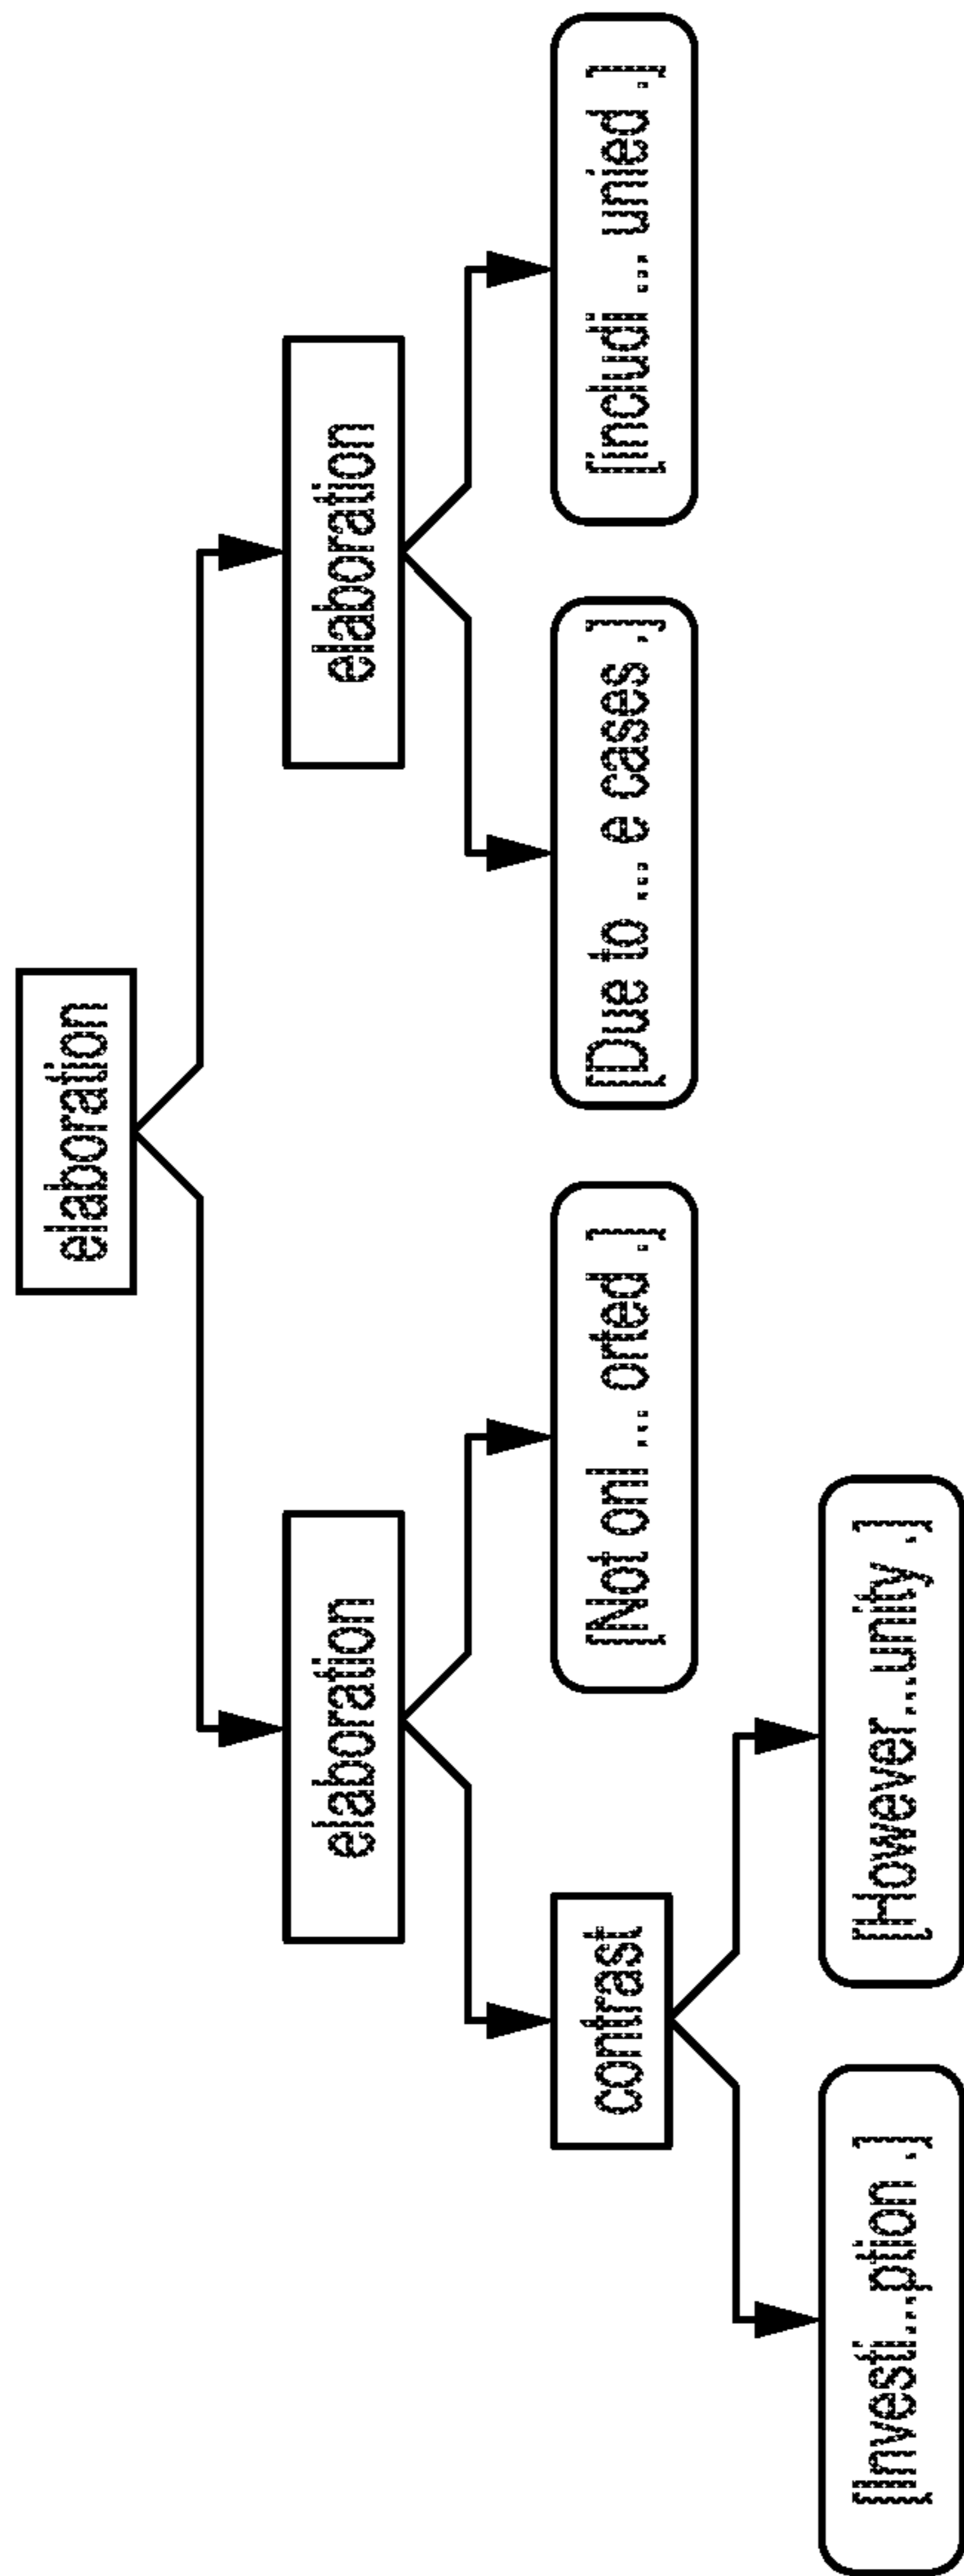 elaboration
elaboration
elaboration
contrast
[Not onl ... orted .]
[Due to ... e cases ,]
[includi ... unied .]
[Investi...ption ,]
[However...unity ,]